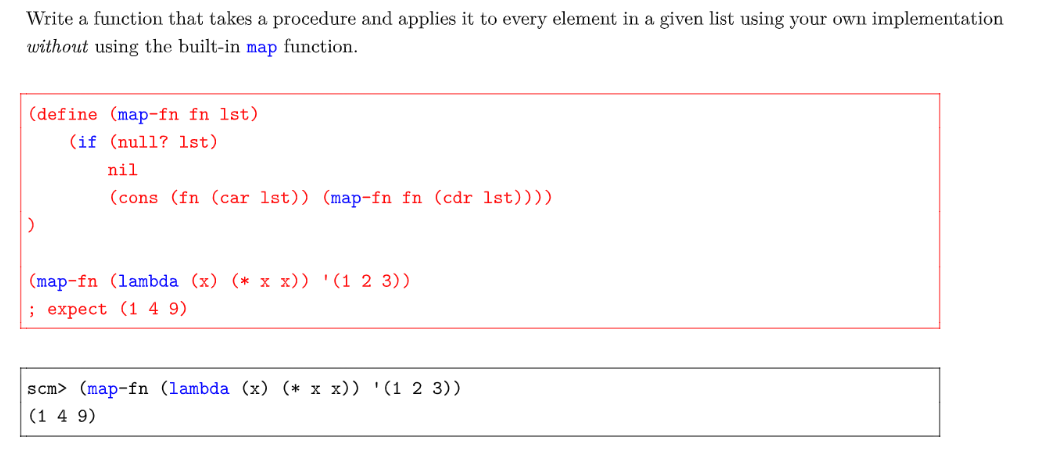 Write a function that takes a procedure and applies it to every element in a given list using your own implementation
without using the built-in map function.
(define (map-fn fn lst)
    (if (null? lst)
        nil
        (cons (fn (car lst)) (map-fn fn (cdr lst))))
)
(map-fn (lambda (x) (* x x)) '(1 2 3))
; expect (1 4 9)
scm> (map-fn (lambda (x) (* x x)) '(1 2 3))
(1 4 9)